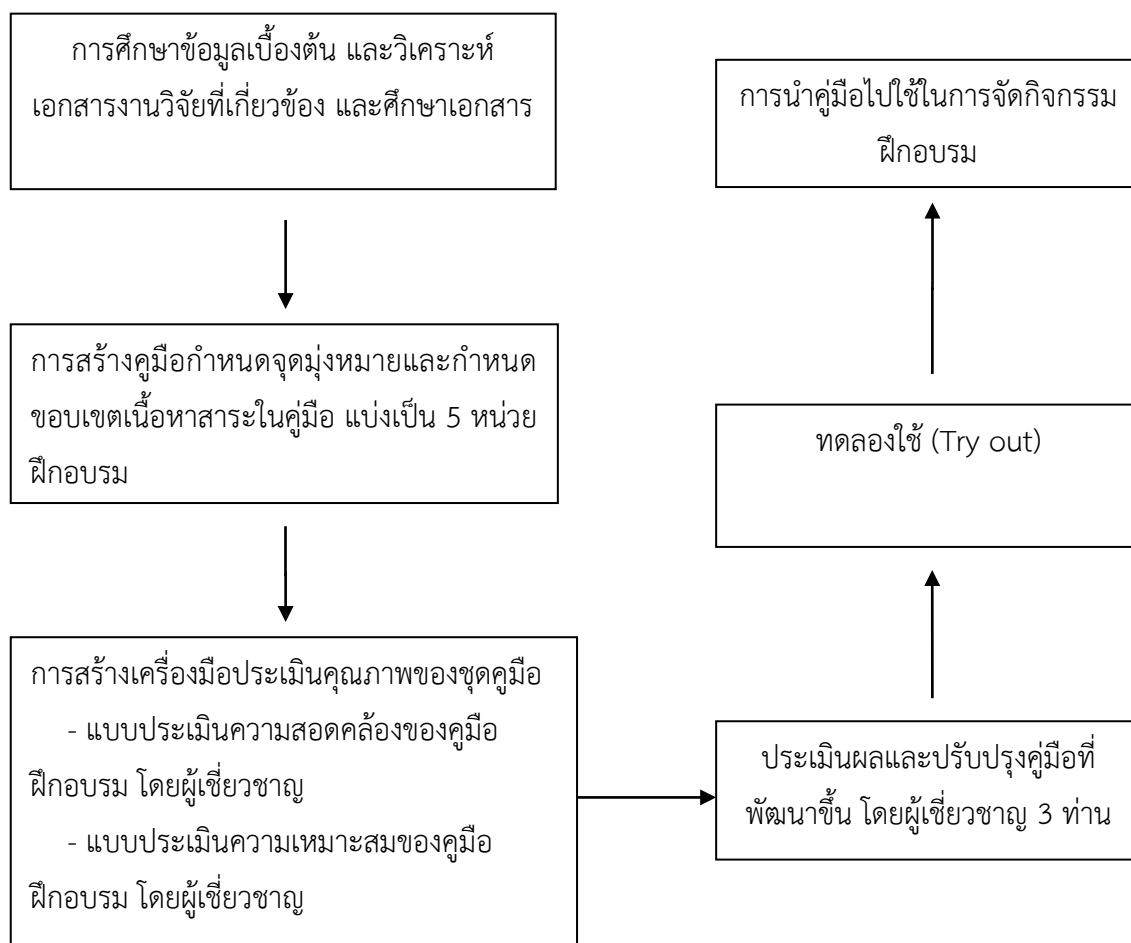 การศึกษาข้อมูลเบื้องต้น และวิเคราะห์
เอกสารงานวิจัยที่เกี่ยวข้อง และศึกษาเอกสาร
การสร้างคู่มือกำหนดจุดมุ่งหมายและกำหนด
ขอบเขตเนื้อหาสาระในคู่มือ แบ่งเป็น 5 หน่วย
ฝึกอบรม
การสร้างเครื่องมือประเมินคุณภาพของชุดคู่มือ
- แบบประเมินความสอดคล้องของคู่มือ
ฝึกอบรม โดยผู้เชี่ยวชาญ
- แบบประเมินความเหมาะสมของคู่มือ
ฝึกอบรม โดยผู้เชี่ยวชาญ
ประเมินผลและปรับปรุงคู่มือที่
พัฒนาขึ้น โดยผู้เชี่ยวชาญ 3 ท่าน
ทดลองใช้ (Try out)
การนำคู่มือไปใช้ในการจัดกิจกรรม
ฝึกอบรม